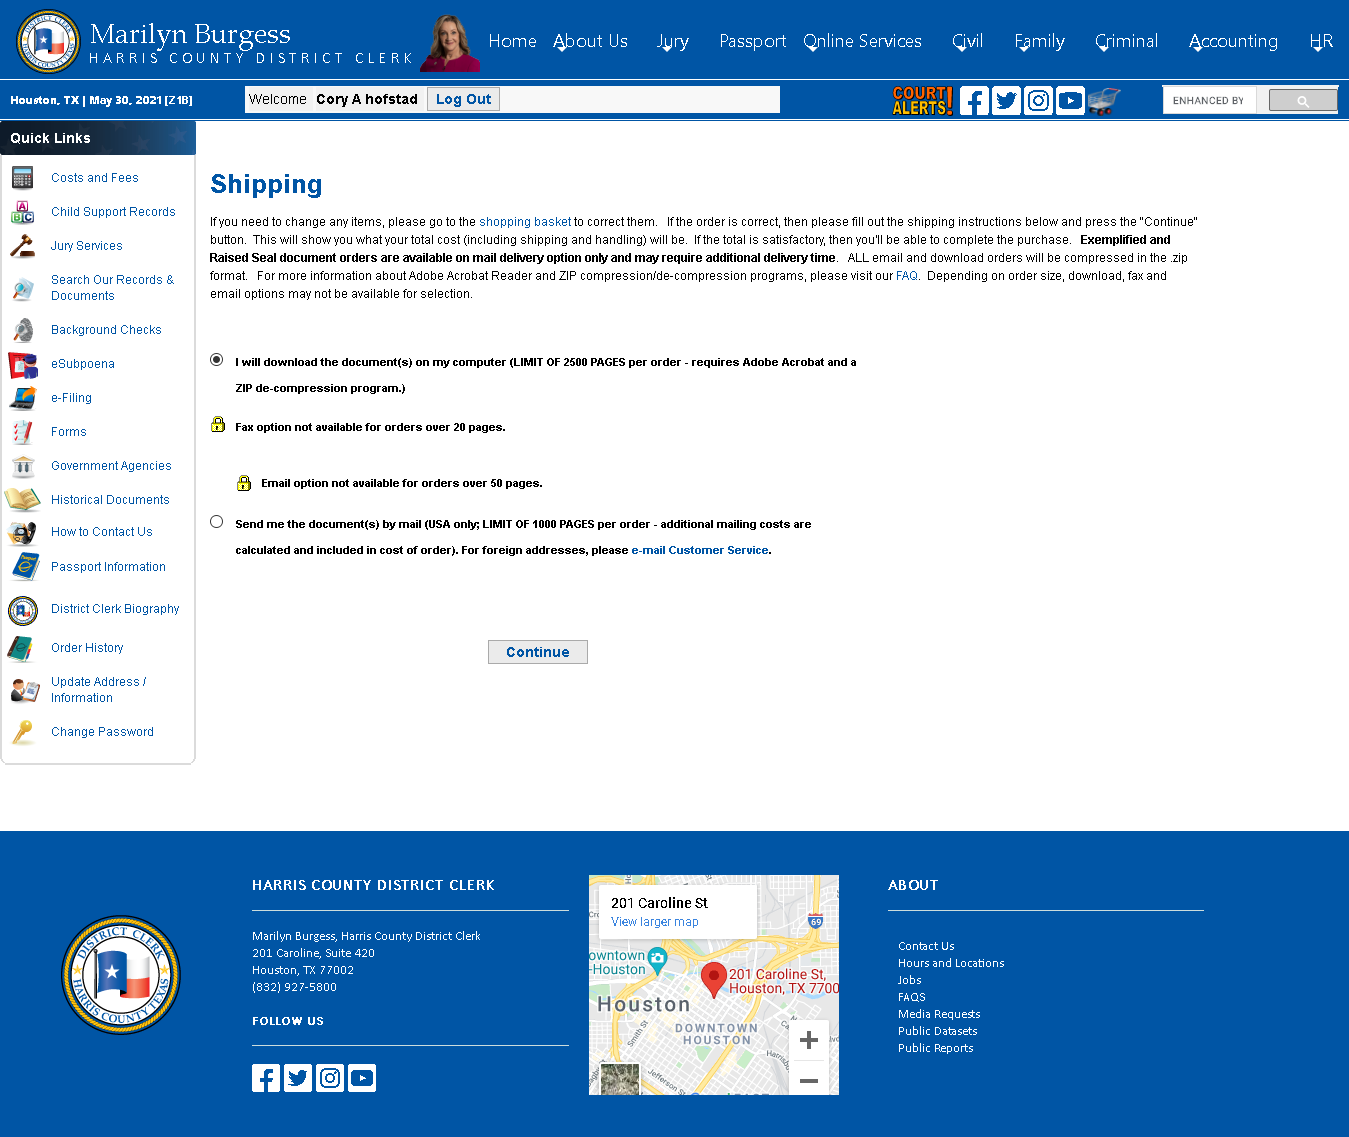 Marilyn Burgess
HARRIS COUNTY DISTRICT CLERK
Home About Us Jury Passport Online Services Civil Family Criminal Accounting HR
Houston, TX | May 30, 2021 [Z1B]
Welcome Cory A hofstad Log Out
COURT
ALERTS!
ENHANCED BY
Quick Links
Costs and Fees
Child Support Records
Jury Services
Search Our Records &
Documents
Background Checks
eSubpoena
e-Filing
Forms
Government Agencies
Historical Documents
How to Contact Us
Passport Information
District Clerk Biography
Order History
Update Address /
Information
Change Password
Shipping
If you need to change any items, please go to the shopping basket to correct them. If the order is correct, then please fill out the shipping instructions below and press the "Continue"
button. This will show you what your total cost (including shipping and handling) will be. If the total is satisfactory, then you'll be able to complete the purchase. Exemplified and
Raised Seal document orders are available on mail delivery option only and may require additional delivery time. ALL email and download orders will be compressed in the .zip
format. For more information about Adobe Acrobat Reader and ZIP compression/de-compression programs, please visit our FAQ. Depending on order size, download, fax and
email options may not be available for selection.
I will download the document(s) on my computer (LIMIT OF 2500 PAGES per order - requires Adobe Acrobat and a
ZIP de-compression program.)
Fax option not available for orders over 20 pages.
Email option not available for orders over 50 pages.
Send me the document(s) by mail (USA only; LIMIT OF 1000 PAGES per order - additional mailing costs are
calculated and included in cost of order). For foreign addresses, please e-mail Customer Service.
Continue
DISTRICT CLERK
HARRIS COUNTY TEXAS
HARRIS COUNTY DISTRICT CLERK
Marilyn Burgess, Harris County District Clerk
201 Caroline, Suite 420
Houston, TX 77002
(832) 927-5800
FOLLOW US
201 Caroline St
View larger map
69
owntown
-Houston
201 Caroline St,
Houston, TX 7700
Houston
DOWNTOWN
HOUSTON
Smith St
Jefferson St
ABOUT
Contact Us
Hours and Locations
Jobs
FAQS
Media Requests
Public Datasets
Public Reports